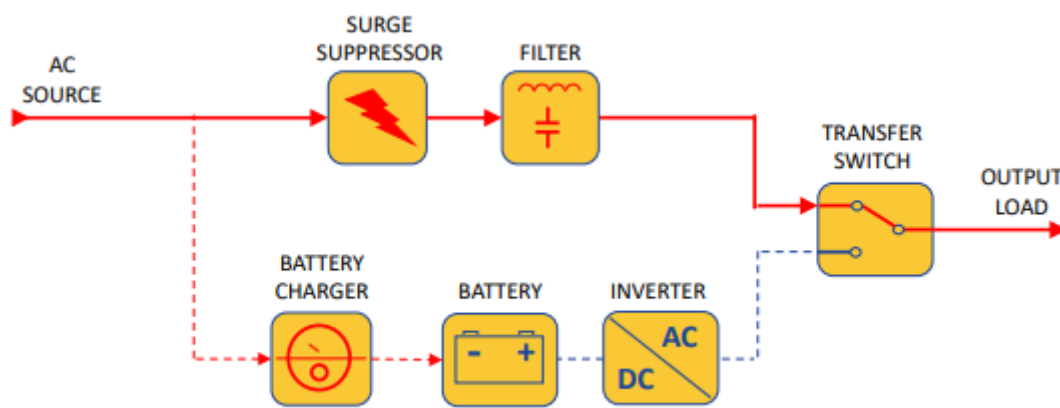 AC
SOURCE
SURGE
SUPPRESSOR
FILTER
TRANSFER
SWITCH
OUTPUT
LOAD
BATTERY
CHARGER
BATTERY
INVERTER
- +
AC
DC